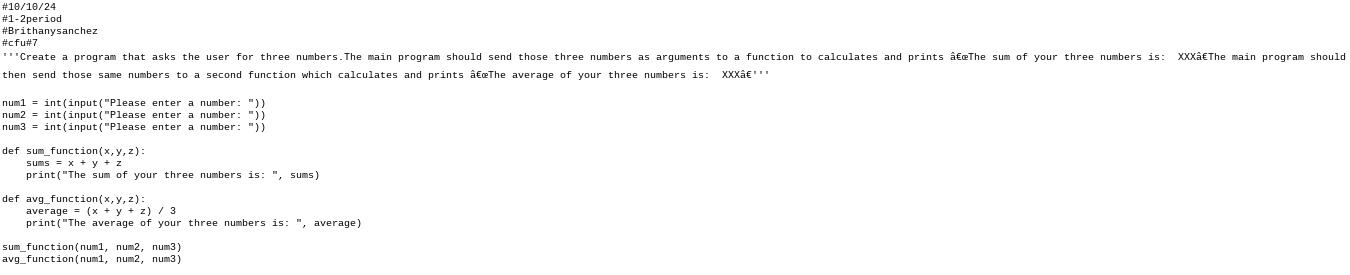 #10/10/24
#1-2period
#Brithanysanchez
#cfu#7
'''Create a program that asks the user for three numbers.The main program should send those three numbers as arguments to a function to calculates and prints â€œThe sum of your three numbers is:  XXXâ€The main program should
then send those same numbers to a second function which calculates and prints â€œThe average of your three numbers is:  XXXâ€'''
num1 = int(input("Please enter a number: "))
num2 = int(input("Please enter a number: "))
num3 = int(input("Please enter a number: "))
def sum_function(x,y,z):
    sums = x + y + z
    print("The sum of your three numbers is: ", sums)
def avg_function(x,y,z):
    average = (x + y + z) / 3
    print("The average of your three numbers is: ", average)
sum_function(num1, num2, num3)
avg_function(num1, num2, num3)